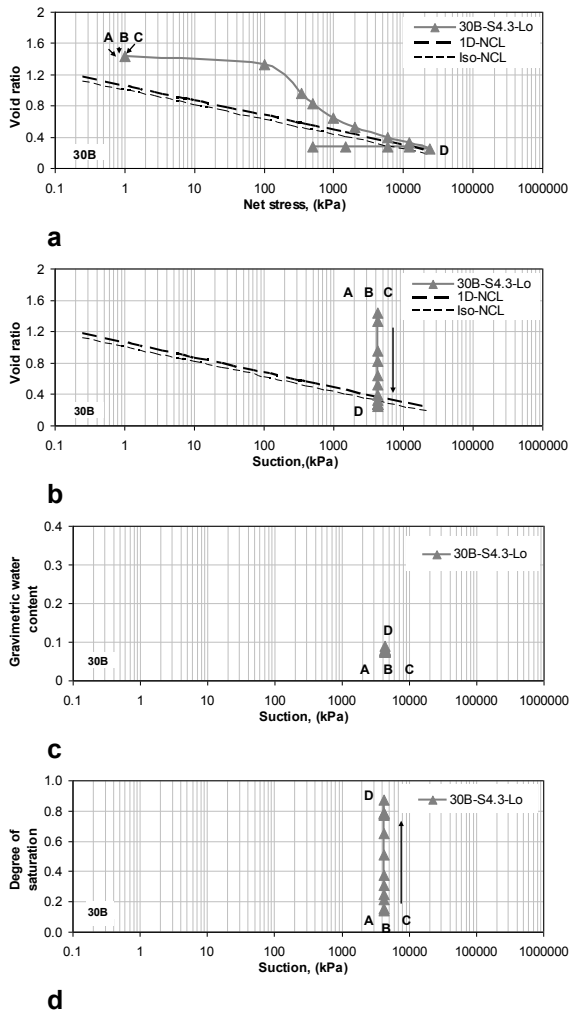 2
1.6
1.2
0.8
0.4
0
Void ratio
A B C
30B-S4.3-Lo
1D-NCL
Iso-NCL
30B
D
0.1 1 10 100 1000 10000 100000 1000000
Net stress, (kPa)
a
2
1.6
1.2
0.8
0.4
0
Void ratio
A B C
30B-S4.3-Lo
1D-NCL
Iso-NCL
D
30B
0.1 1 10 100 1000 10000 100000 1000000
Suction,(kPa)
b
0.4
0.3
0.2
0.1
0
Gravimetric water
content
30B-S4.3-Lo
D
30B
A B C
0.1 1 10 100 1000 10000 100000 1000000
Suction, (kPa)
c
1.0
0.8
0.6
0.4
0.2
0.0
Degree of
saturation
D
30B-S4.3-Lo
30B
A B C
0.1 1 10 100 1000 10000 100000 1000000
Suction, (kPa)
d